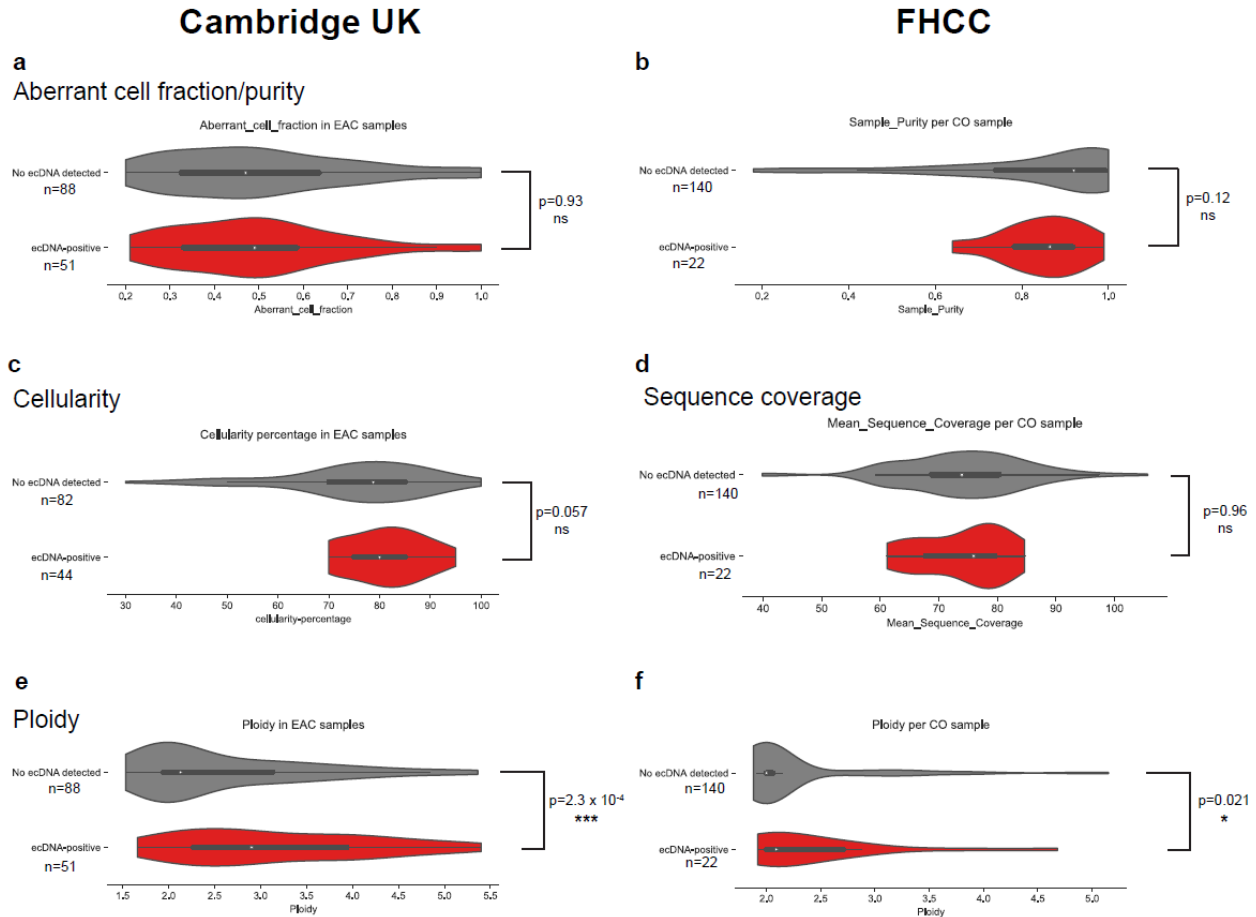 Cambridge UK
FHCC
a
Aberrant cell fraction/purity
Aberrant_cell_fraction in EAC samples
No ecDNA detected
n=88
ecDNA-positive
n=51
p=0.93
ns
0.2 0.3 0.4 0.5 0.6 0.7 0.8 0.9 1.0
Aberrant_cell_fraction
b
Sample_Purity per CO sample
No ecDNA detected
n=140
ecDNA-positive
n=22
p=0.12
ns
0.2 0.4 0.6 0.8 1.0
Sample_Purity
c
Cellularity
Cellularity percentage in EAC samples
No ecDNA detected
n=82
ecDNA-positive
n=44
p=0.057
ns
30 40 50 60 70 80 90 100
cellularity-percentage
d
Sequence coverage
Mean_Sequence_Coverage per CO sample
No ecDNA detected
n=140
ecDNA-positive
n=22
p=0.96
ns
40 50 60 70 80 90 100
Mean_Sequence_Coverage
e
Ploidy
Ploidy in EAC samples
No ecDNA detected
n=88
ecDNA-positive
n=51
p=2.3 x 10⁻⁴
***
1.5 2.0 2.5 3.0 3.5 4.0 4.5 5.0 5.5
Ploidy
f
Ploidy per CO sample
No ecDNA detected
n=140
ecDNA-positive
n=22
p=0.021
*
2.0 2.5 3.0 3.5 4.0 4.5 5.0
Ploidy